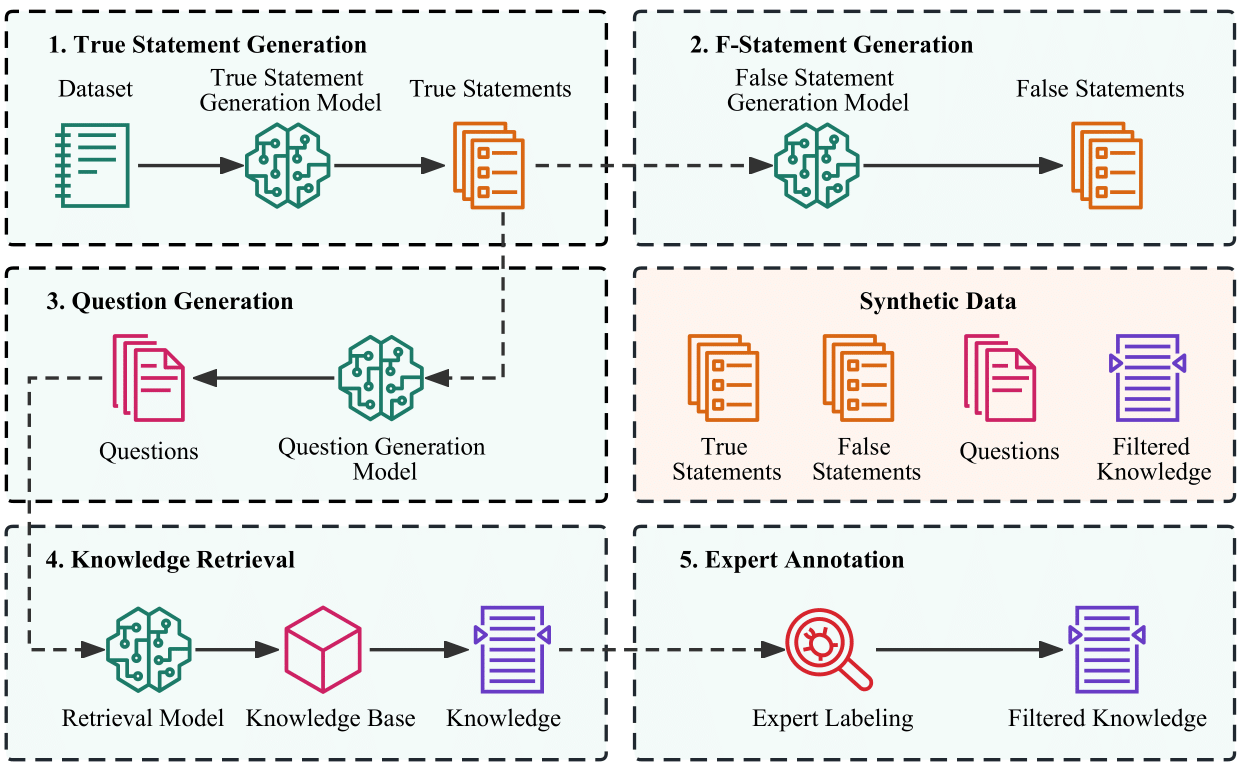 1. True Statement Generation
Dataset
True Statement
Generation Model
True Statements
2. F-Statement Generation
False Statement
Generation Model
False Statements
3. Question Generation
Questions
Question Generation
Model
Synthetic Data
True
Statements
False
Statements
Questions
Filtered
Knowledge
4. Knowledge Retrieval
Retrieval Model
Knowledge Base
Knowledge
5. Expert Annotation
Expert Labeling
Filtered Knowledge